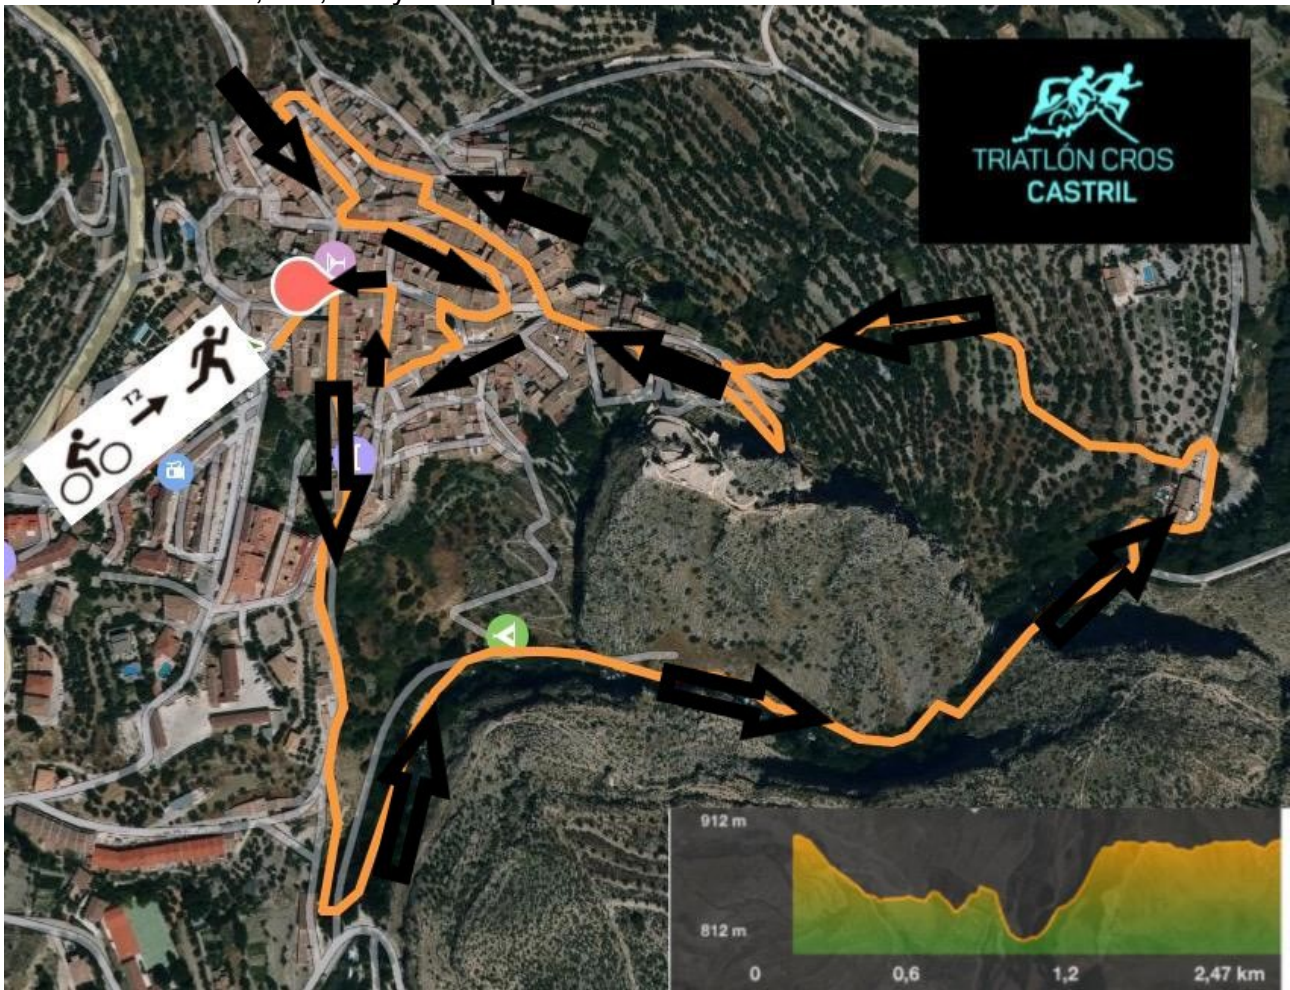 TRIATLÓN CROS
CASTRIL
T2
912 m
812 m
0 0,6 1,2 2,47 km